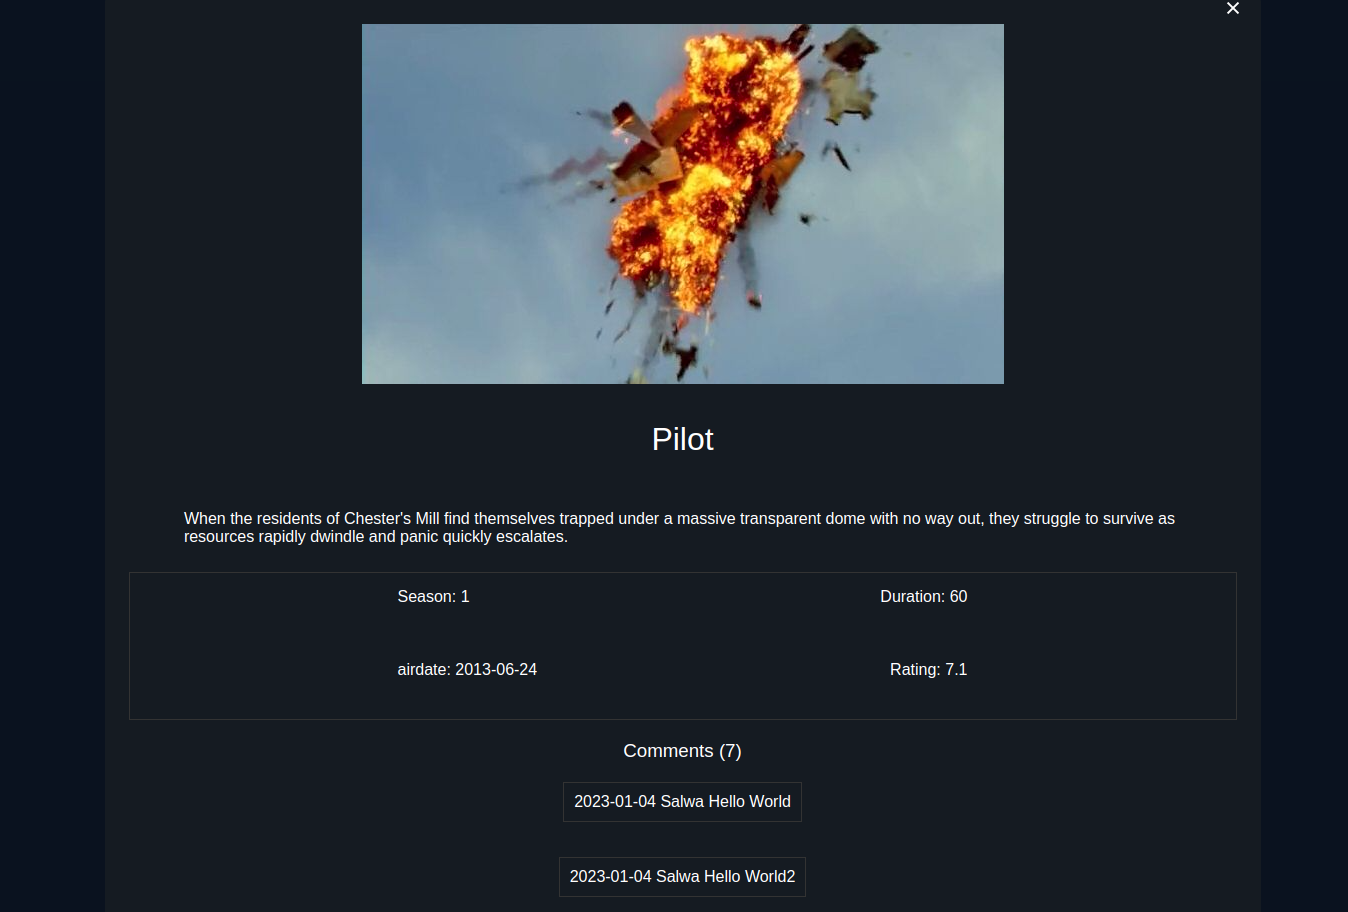 ×
Pilot
When the residents of Chester's Mill find themselves trapped under a massive transparent dome with no way out, they struggle to survive as
resources rapidly dwindle and panic quickly escalates.
Season: 1
Duration: 60
airdate: 2013-06-24
Rating: 7.1
Comments (7)
2023-01-04 Salwa Hello World
2023-01-04 Salwa Hello World2